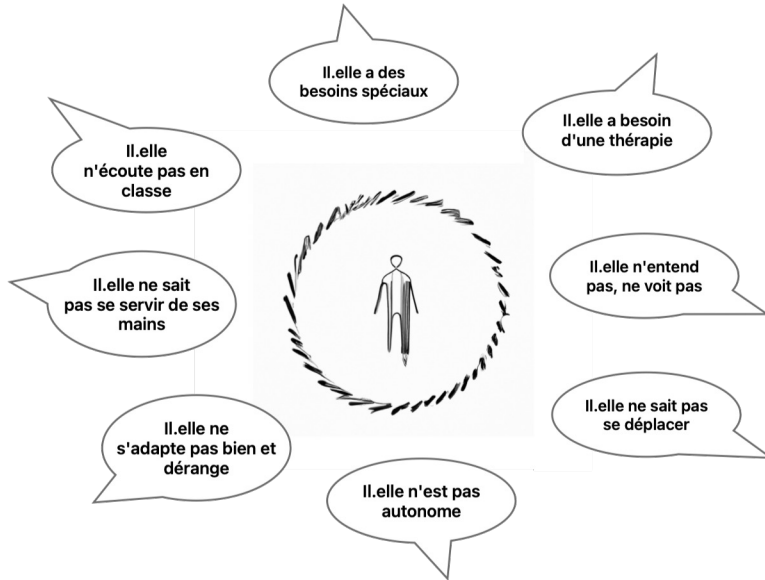 Il.elle a des
besoins spéciaux
Il.elle a besoin
d'une thérapie
Il.elle
n'écoute pas en
classe
Il.elle n'entend
pas, ne voit pas
Il.elle ne sait
pas se servir de ses
mains
Il.elle ne sait pas
se déplacer
Il.elle ne
s'adapte pas bien et
dérange
Il.elle n'est pas
autonome